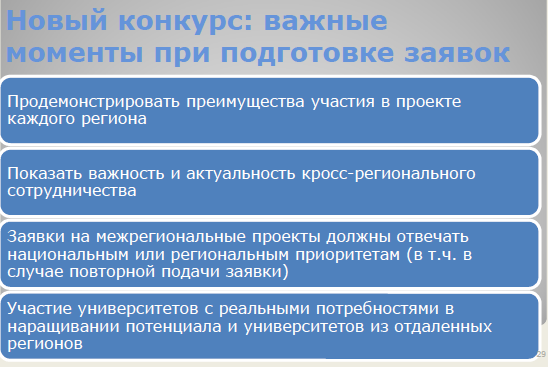 Новый конкурс: важные
моменты при подготовке заявок
Продемонстрировать преимущества участия в проекте
каждого региона
Показать важность и актуальность кросс-регионального
сотрудничества
Заявки на межрегиональные проекты должны отвечать
национальным или региональным приоритетам (в т.ч. в
случае повторной подачи заявки)
Участие университетов с реальными потребностями в
наращивании потенциала и университетов из отдаленных
регионов
29